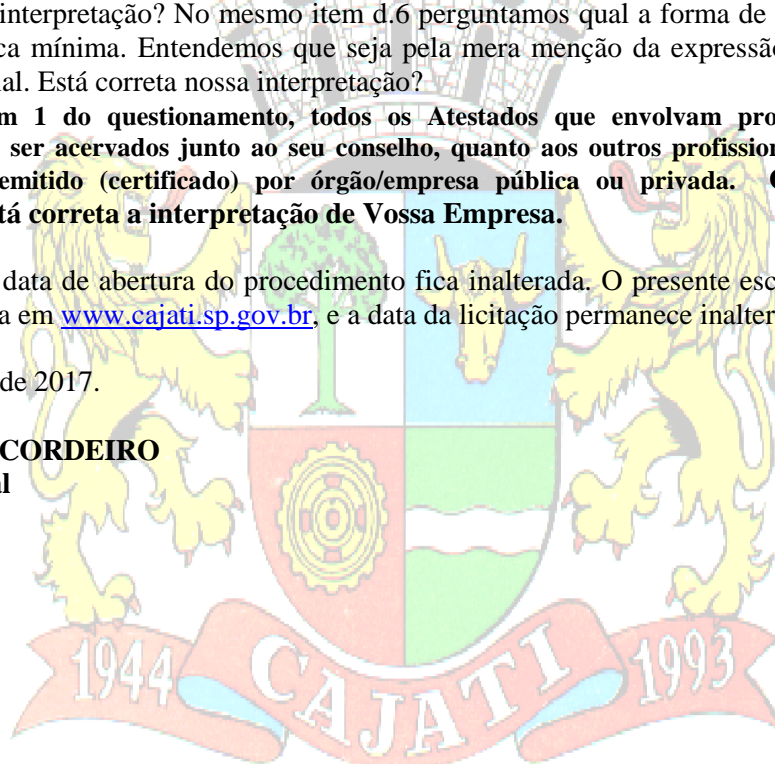 interpretação? No mesmo item d.6 perguntamos qual a forma de
ca mínima. Entendemos que seja pela mera menção da expressão
al. Está correta nossa interpretação?
m 1 do questionamento, todos os Atestados que envolvam pro
ser acervados junto ao seu conselho, quanto aos outros profission
emitido (certificado) por órgão/empresa pública ou privada.
tá correta a interpretação de Vossa Empresa.
data de abertura do procedimento fica inalterada. O presente esc
a em www.cajati.sp.gov.br, e a data da licitação permanece inalter
de 2017.
CORDEIRO
al
1944 CAJATI 1993